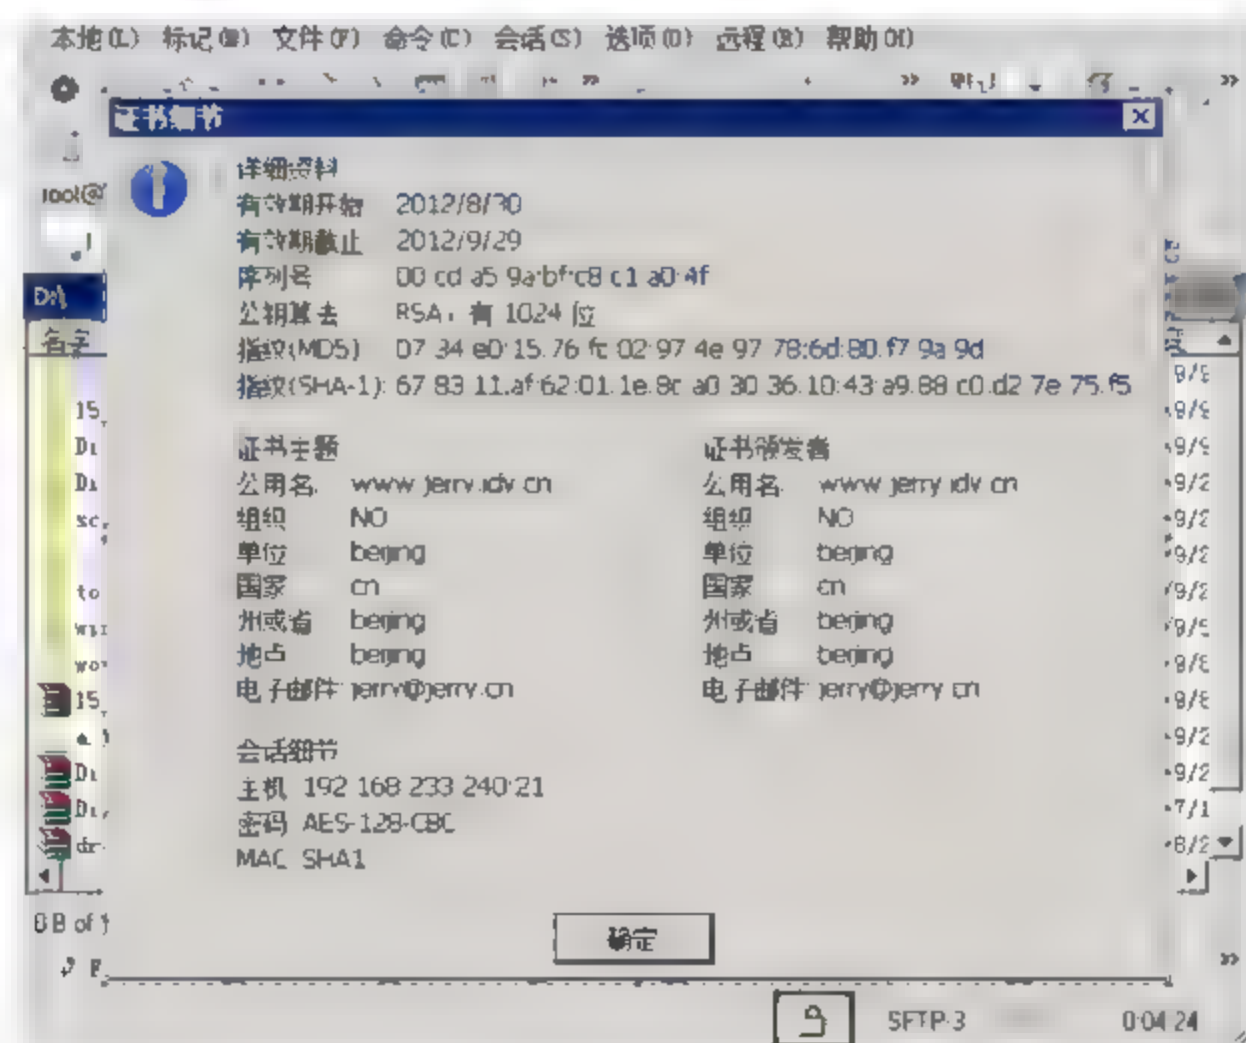 本地(L) 标记(M) 文件(F) 命令(C) 会话(S) 选项(O) 远程(R) 帮助(H)
证书细节
root@
D:\
名字
详细资料
有效期开始 2012/8/30
有效期截止 2012/9/29
序列号 00:cd:a5:9a:bf:c8:c1:a0:4f
公钥算法 RSA，有 1024 位
指纹(MD5) D7:34:e0:15:76:fc:02:97:4e:97:78:6d:80:f7:9a:9d
指纹(SHA-1): 67:83:11:af:62:01:1e:8c:a0:30:36:10:43:a9:88:c0:d2:7e:75:f5
证书主题 证书颁发者
公用名: www.jerry.idv.cn 公用名: www.jerry.idv.cn
组织 NO 组织 NO
单位 beijing 单位 beijing
国家 cn 国家 cn
州或省 beijing 州或省 beijing
地点 beijing 地点 beijing
电子邮件: jerry@jerry.cn 电子邮件: jerry@jerry.cn
会话细节
主机 192.168.233.240:21
密码 AES-128-CBC
MAC SHA1
确定
SFTP-3 0:04:24